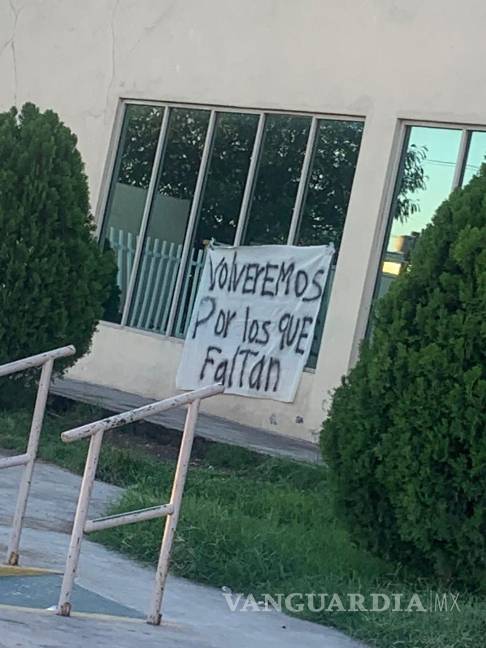 VOLVEREMOS
Por los QUE
FalTan
VANGUARDIA|MX